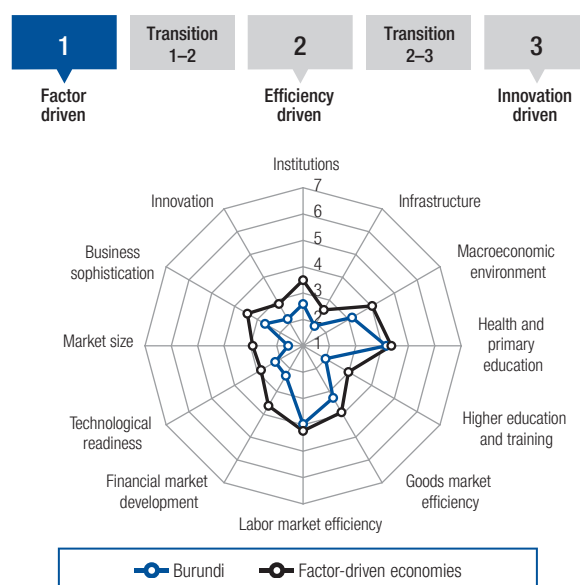 1
Transition
1–2
2
Transition
2–3
3
Factor
driven
Efficiency
driven
Innovation
driven
Institutions
Infrastructure
Macroeconomic
environment
Health and
primary
education
Higher education
and training
Goods market
efficiency
Labor market efficiency
Financial market
development
Technological
readiness
Market size
Business
sophistication
Innovation
7
6
5
4
3
2
1
Burundi
Factor-driven economies